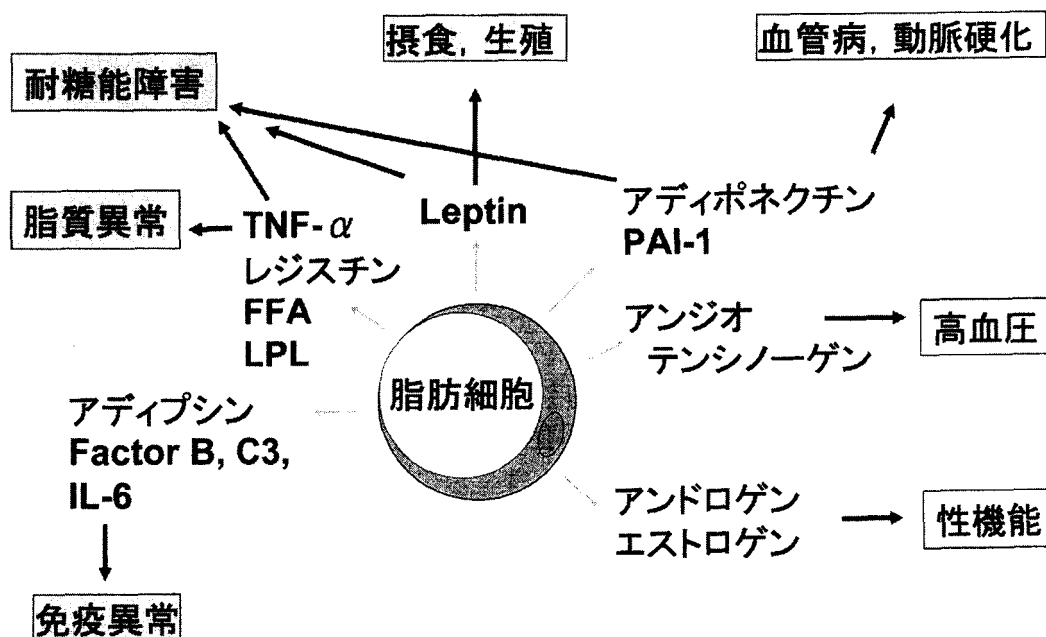 摂食, 生殖
血管病, 動脈硬化
耐糖能障害
Leptin
アディポネクチン
PAI-1
脂質異常
TNF-α
レジスチン
FFA
LPL
アンジオ
テンシノーゲン
高血圧
脂肪細胞
アディプシン
Factor B, C3,
IL-6
アンドロゲン
エストロゲン
性機能
免疫異常